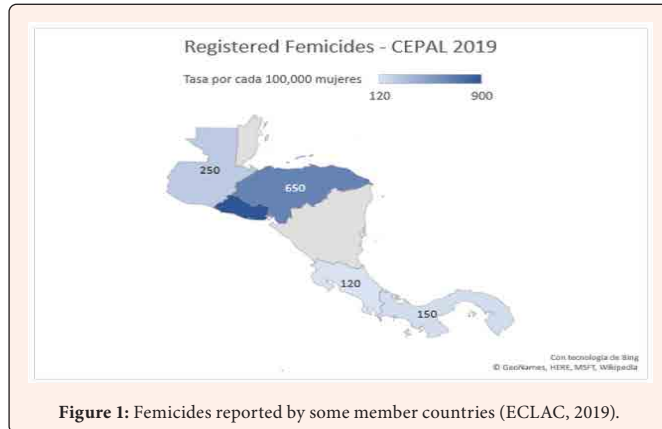 Registered Femicides - CEPAL 2019
Tasa por cada 100,000 mujeres
120 900
250
650
120
150
Con tecnología de Bing
© GeoNames, HERE, MSFT, Wikipedia
Figure 1: Femicides reported by some member countries (ECLAC, 2019).